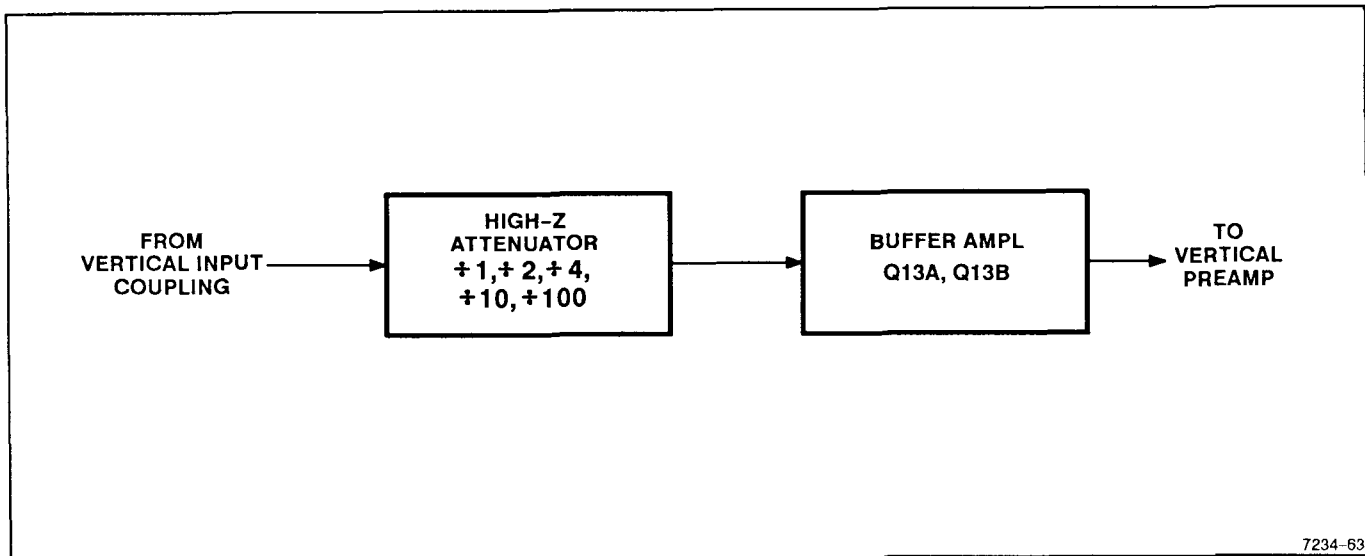 FROM
VERTICAL INPUT
COUPLING
HIGH-Z
ATTENUATOR
÷1, ÷2, ÷4,
÷10, ÷100
BUFFER AMPL
Q13A, Q13B
TO
VERTICAL
PREAMP
7234-63